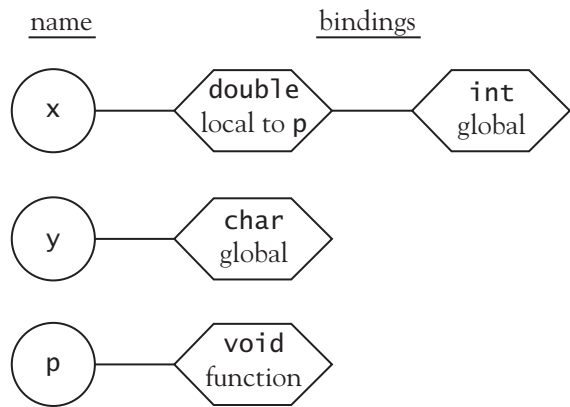 name bindings
x double local to p int global
y char global
p void function